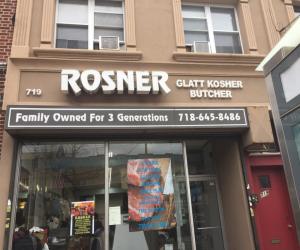 ROSNER
GLATT KOSHER
BUTCHER
719
Family Owned For 3 Generations 718-645-8486